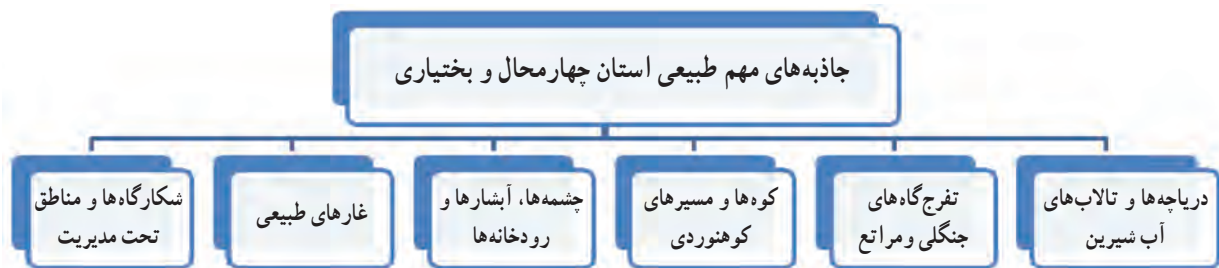 جاذبه‌های مهم طبیعی استان چهارمحال و بختیاری
دریاچه‌ها و تالاب‌های
آب شیرین
تفرج‌گاه‌های
جنگلی و مراتع
کوه‌ها و مسیرهای
کوهنوردی
چشمه‌ها، آبشارها و
رودخانه‌ها
غارهای طبیعی
شکارگاه‌ها و مناطق
تحت مدیریت